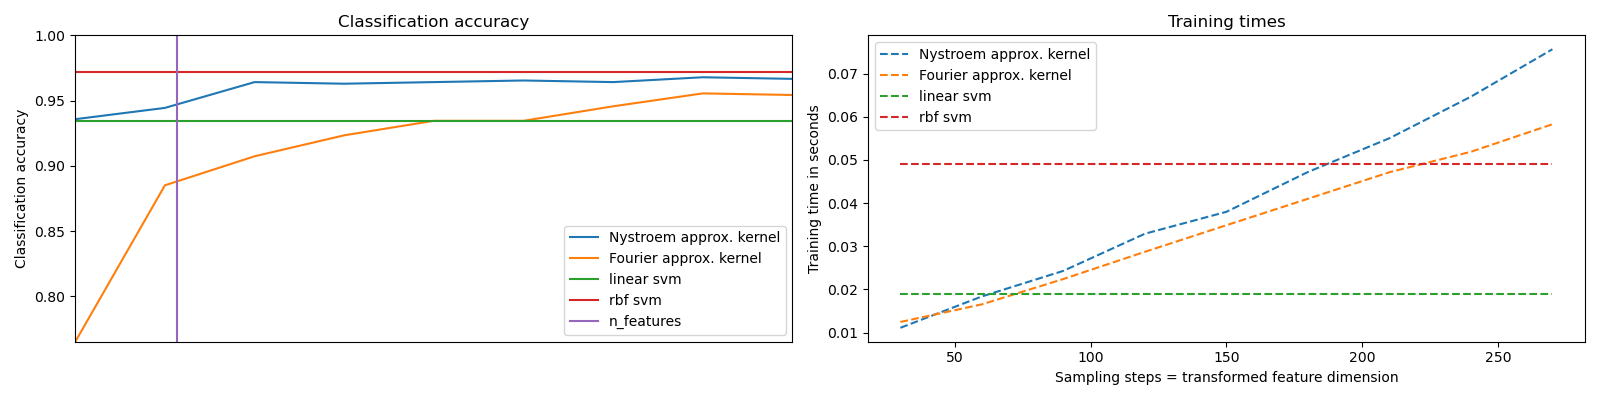 Classification accuracy
Classification accuracy
1.00
0.95
0.90
0.85
0.80
Nystroem approx. kernel
Fourier approx. kernel
linear svm
rbf svm
n_features
Training times
Training time in seconds
0.07
0.06
0.05
0.04
0.03
0.02
0.01
Nystroem approx. kernel
Fourier approx. kernel
linear svm
rbf svm
50 100 150 200 250
Sampling steps = transformed feature dimension